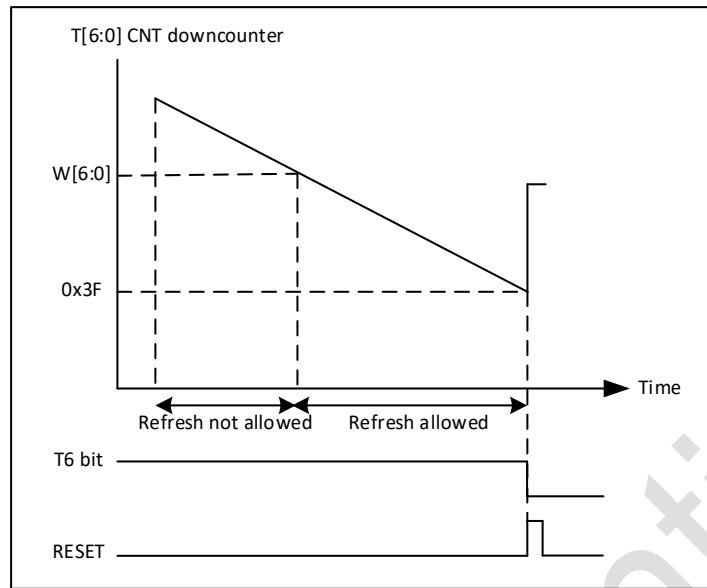 T[6:0] CNT downcounter
W[6:0]
0x3F
Time
Refresh not allowed
Refresh allowed
T6 bit
RESET